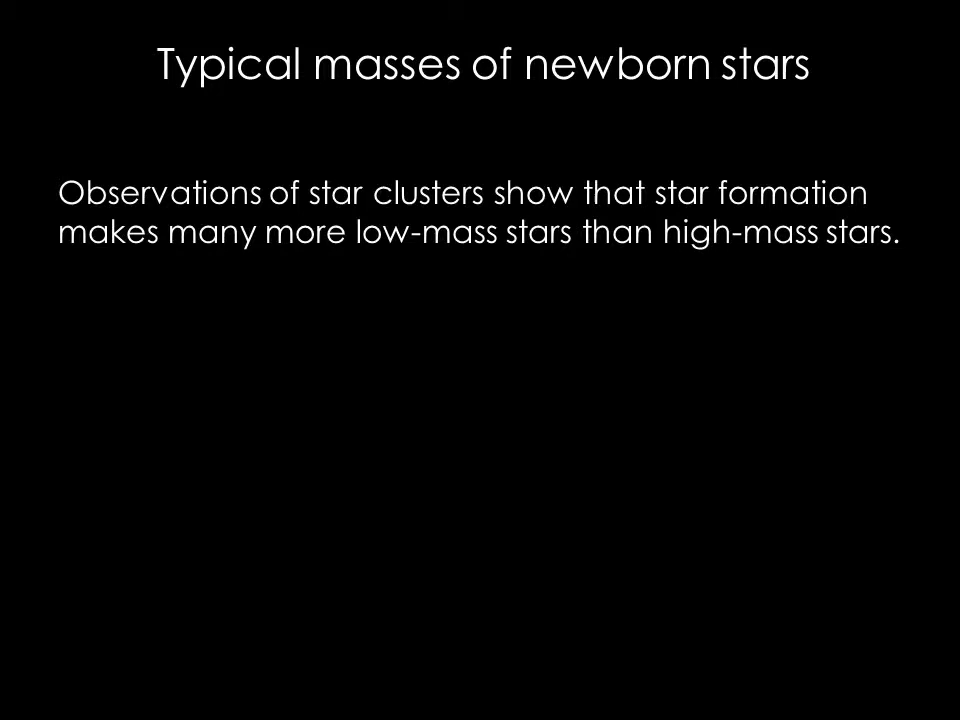 Typical masses of newborn stars
Observations of star clusters show that star formation
makes many more low-mass stars than high-mass stars.